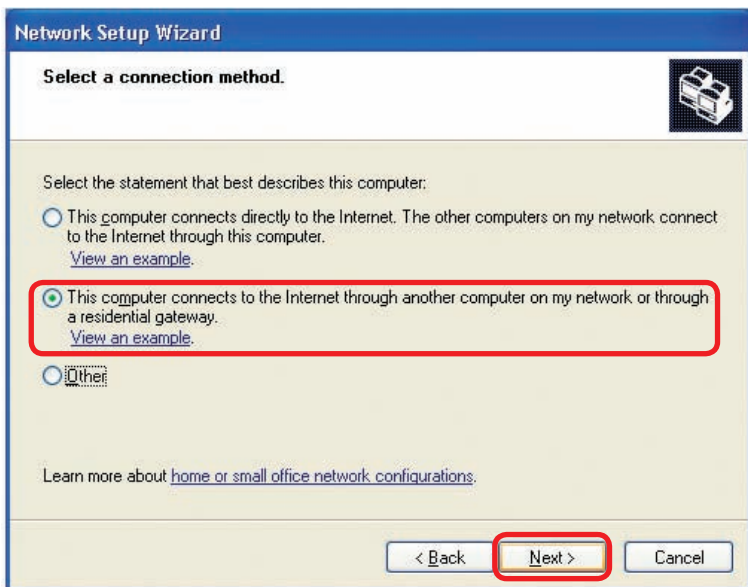 Network Setup Wizard
Select a connection method.
Select the statement that best describes this computer:
This computer connects directly to the Internet. The other computers on my network connect
to the Internet through this computer.
View an example.
This computer connects to the Internet through another computer on my network or through
a residential gateway.
View an example.
Other
Learn more about home or small office network configurations.
< Back
Next >
Cancel